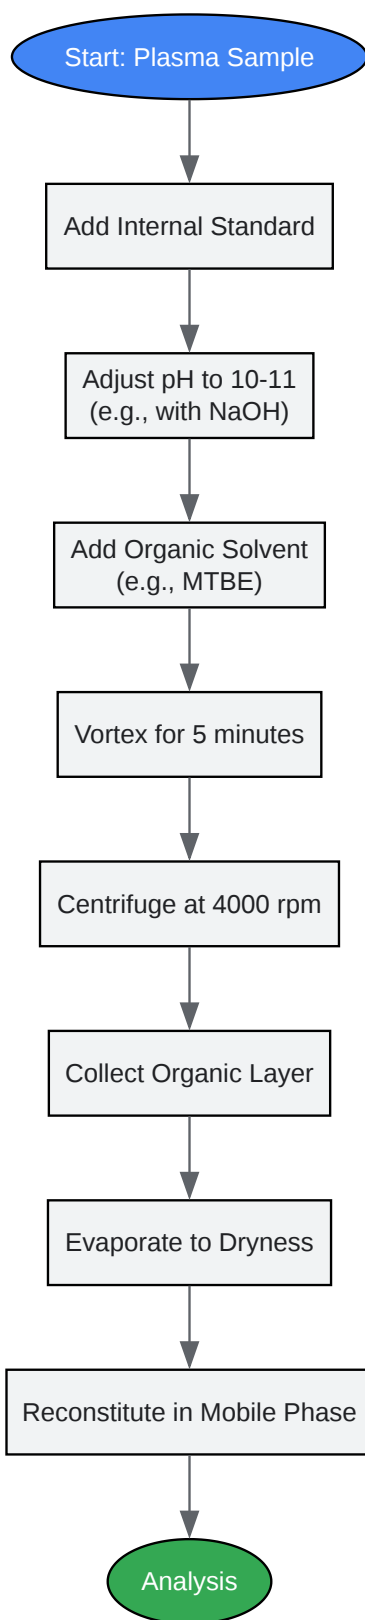 Start: Plasma Sample
Add Internal Standard
Adjust pH to 10-11
(e.g., with NaOH)
Add Organic Solvent
(e.g., MTBE)
Vortex for 5 minutes
Centrifuge at 4000 rpm
Collect Organic Layer
Evaporate to Dryness
Reconstitute in Mobile Phase
Analysis